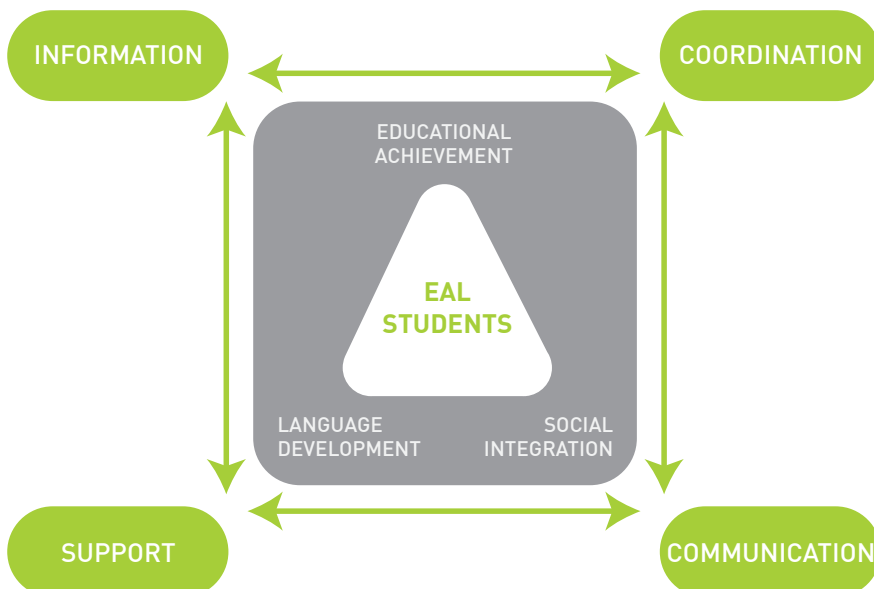 INFORMATION
COORDINATION
EDUCATIONAL
ACHIEVEMENT
EAL
STUDENTS
LANGUAGE
DEVELOPMENT
SOCIAL
INTEGRATION
SUPPORT
COMMUNICATION